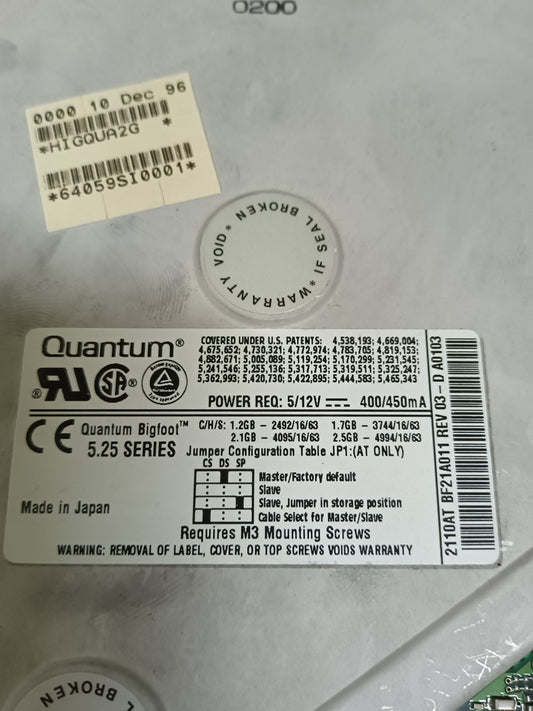 0200
0000 10 Dec 96
*HIGQUA2G *
*64059SI0001*
WARRANTY VOID * IF SEAL BROKEN *
Quantum®
COVERED UNDER U.S. PATENTS: 4,538,193; 4,669,004;
4,675,652; 4,730,321; 4,772,974; 4,783,705; 4,819,153;
4,882,671; 5,005,089; 5,119,254; 5,170,299; 5,231,545;
5,241,546; 5,255,136; 5,317,713; 5,319,511; 5,325,247;
5,362,993; 5,420,730; 5,422,895; 5,444,583; 5,465,343
POWER REQ: 5/12V 400/450mA
CE
Quantum Bigfoot™
5.25 SERIES
C/H/S: 1.2GB - 2492/16/63 1.7GB - 3744/16/63
2.1GB - 4095/16/63 2.5GB - 4994/16/63
Jumper Configuration Table JP1:(AT ONLY)
CS DS SP
Master/Factory default
Slave
Slave, Jumper in storage position
Cable Select for Master/Slave
Made in Japan
Requires M3 Mounting Screws
WARNING: REMOVAL OF LABEL, COVER, OR TOP SCREWS VOIDS WARRANTY
2110AT BF21A011 REV 03 - D A0103
BROKEN